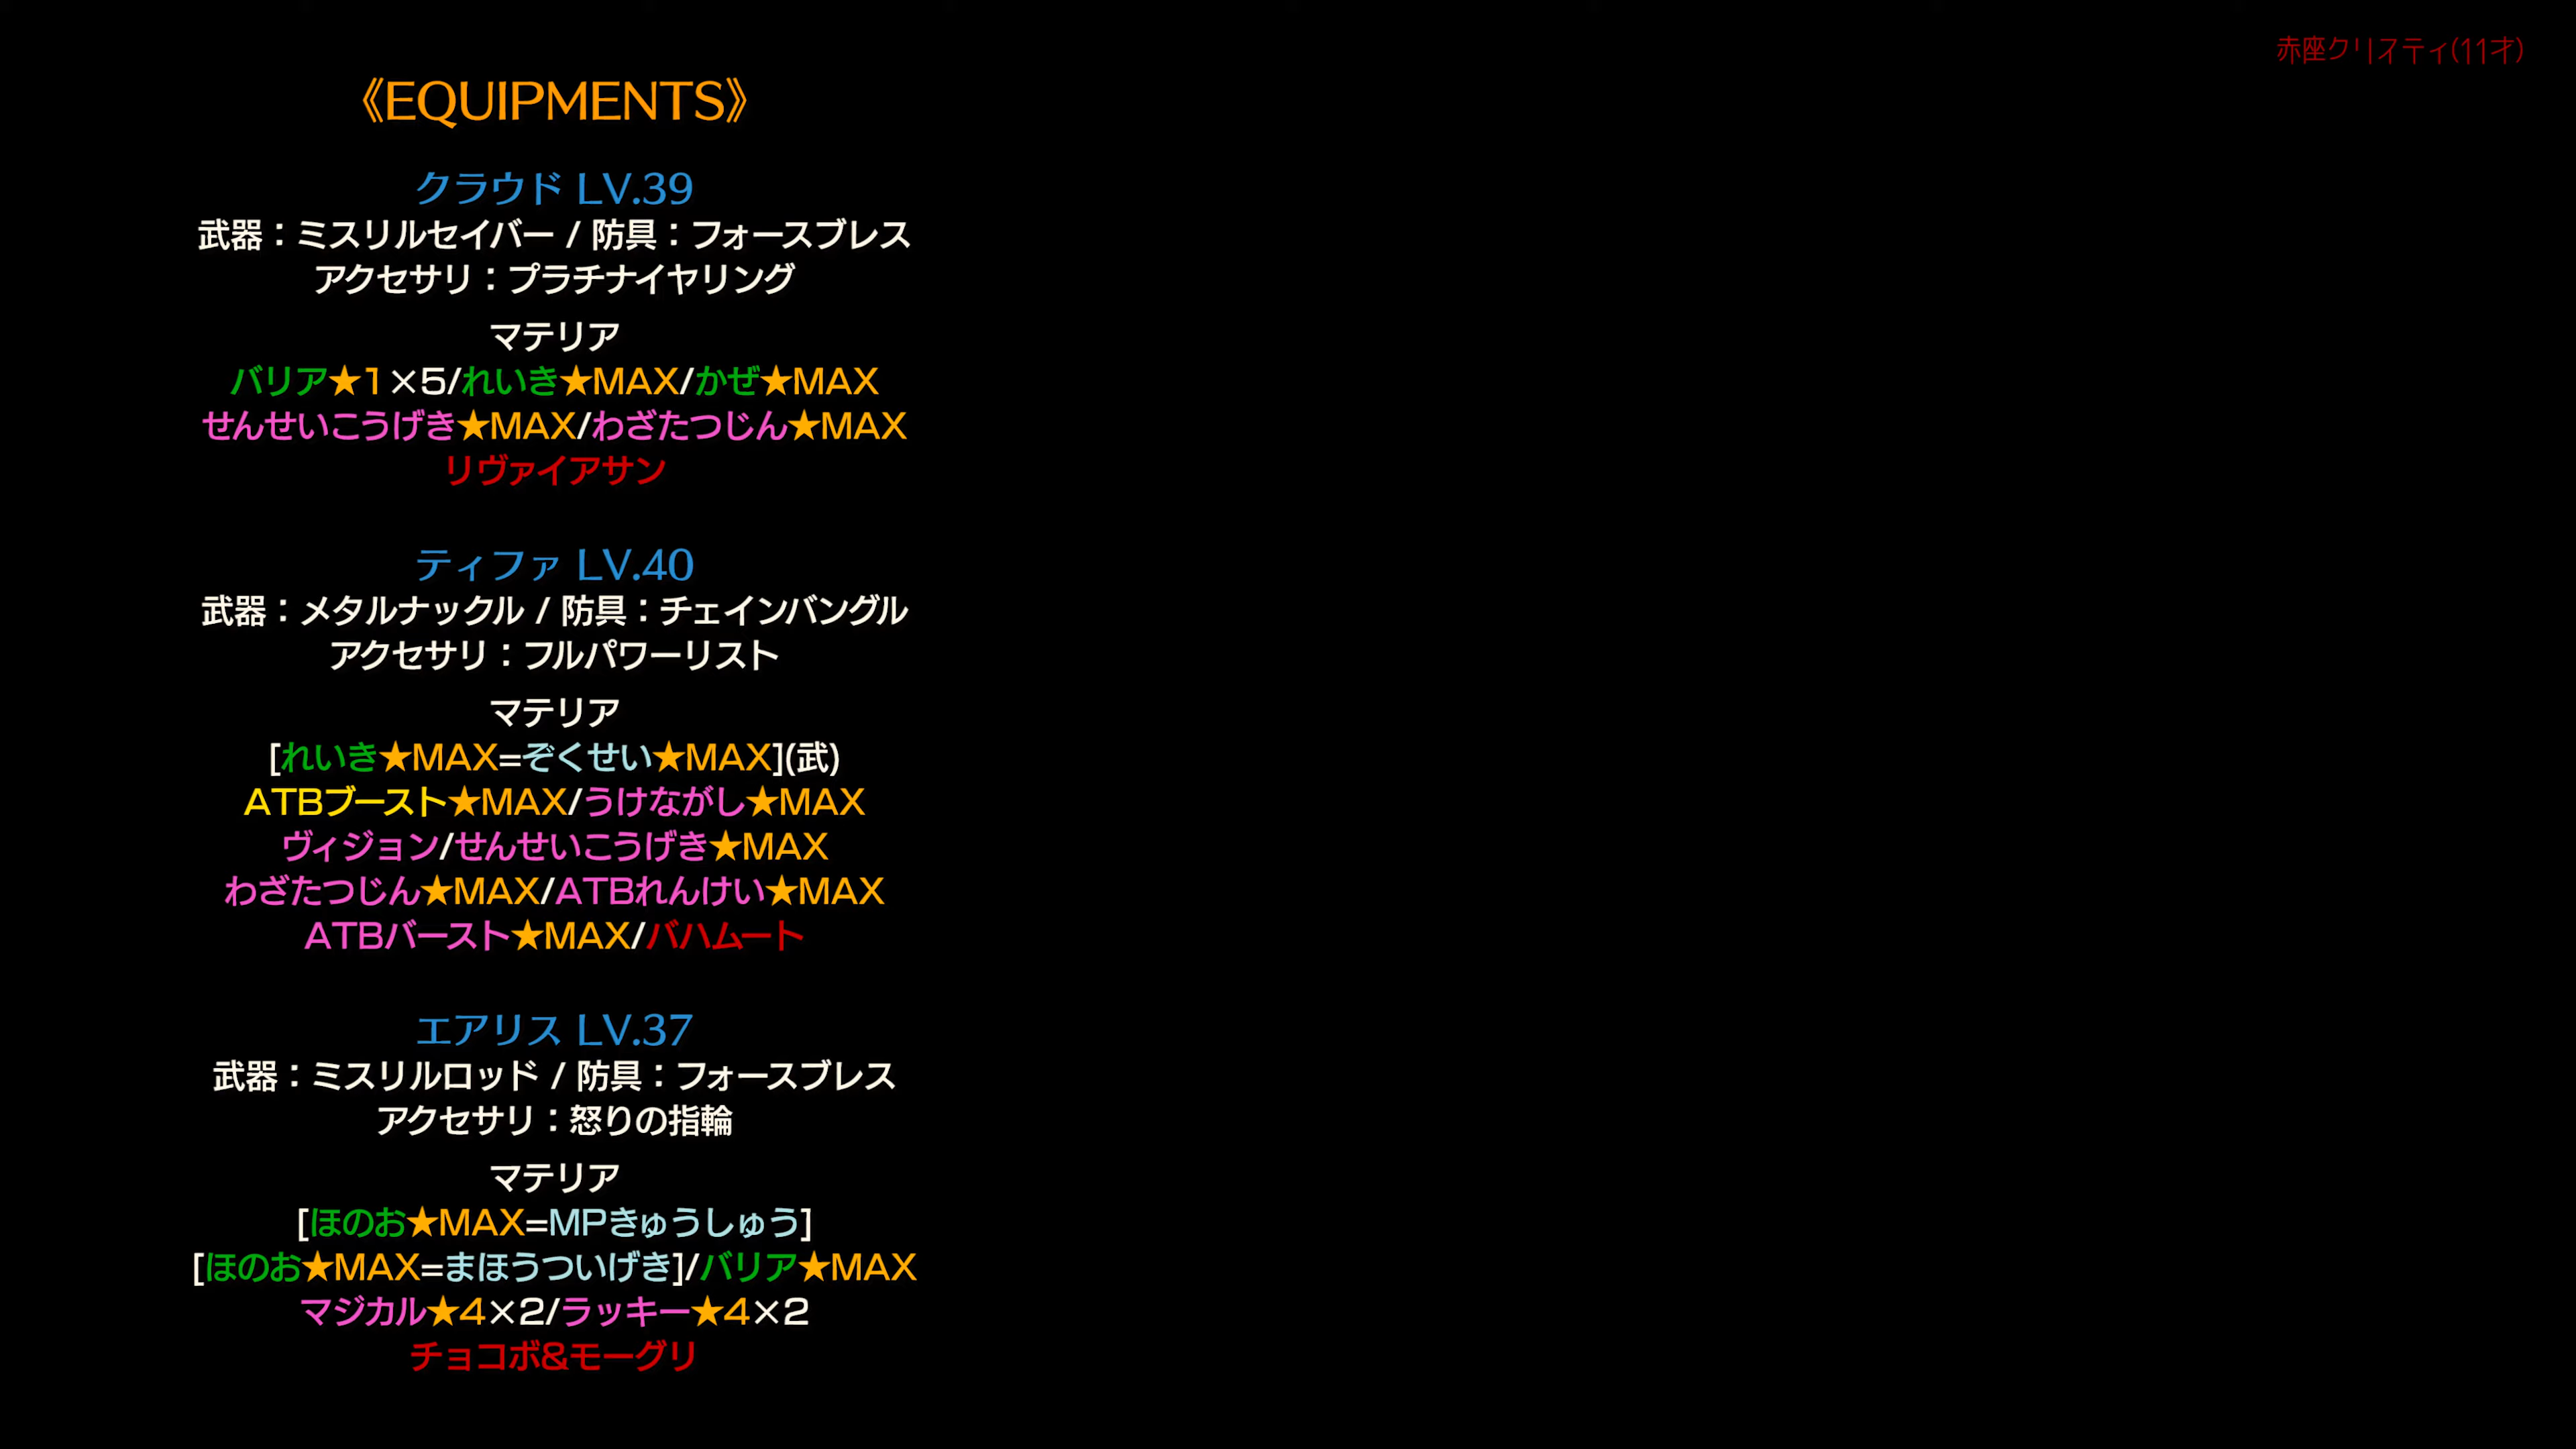 赤座クリスティ(11才)
《EQUIPMENTS》
クラウド LV.39
武器：ミスリルセイバー / 防具：フォースブレス
アクセサリ：プラチナイヤリング
マテリア
バリア★1×5/れいき★MAX/かぜ★MAX
せんせいこうげき★MAX/わざたつじん★MAX
リヴァイアサン
ティファ LV.40
武器：メタルナックル / 防具：チェインバングル
アクセサリ：フルパワーリスト
マテリア
[れいき★MAX=ぞくせい★MAX](武)
ATBブースト★MAX/うけながし★MAX
ヴィジョン/せんせいこうげき★MAX
わざたつじん★MAX/ATBれんけい★MAX
ATBバースト★MAX/バハムート
エアリス LV.37
武器：ミスリルロッド / 防具：フォースブレス
アクセサリ：怒りの指輪
マテリア
[ほのお★MAX=MPきゅうしゅう]
[ほのお★MAX=まほうついげき]/バリア★MAX
マジカル★4×2/ラッキー★4×2
チョコボ&モーグリ